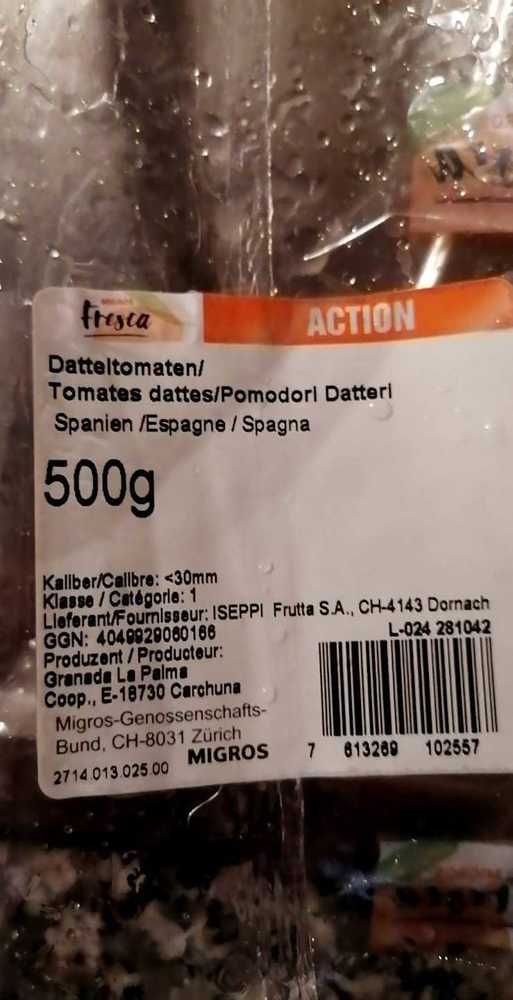 Fresca
ACTION
Datteltomaten/
Tomates dattes/Pomodori Datteri
Spanien /Espagne / Spagna
500g
Kaliber/Calibre: <30mm
Klasse / Catégorie: 1
Lieferant/Fournisseur: ISEPPI Frutta S.A., CH-4143 Dornach
GGN: 4049929060166
L-024 281042
Produzent / Producteur:
Granada La Palma
Coop., E-18730 Carchuna
Migros-Genossenschafts-
Bund, CH-8031 Zürich
MIGROS
2714.013.025.00
7 613269 102557